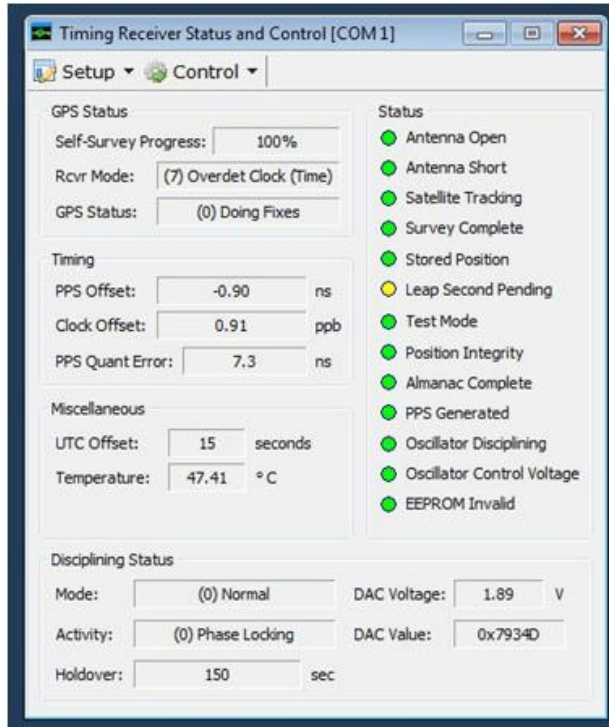 Timing Receiver Status and Control [COM1]
Setup Control
GPS Status
Self-Survey Progress: 100%
Rcvr Mode: (7) Overdet Clock (Time)
GPS Status: (0) Doing Fixes
Timing
PPS Offset: -0.90 ns
Clock Offset: 0.91 ppb
PPS Quant Error: 7.3 ns
Miscellaneous
UTC Offset: 15 seconds
Temperature: 47.41 °C
Status
Antenna Open
Antenna Short
Satellite Tracking
Survey Complete
Stored Position
Leap Second Pending
Test Mode
Position Integrity
Almanac Complete
PPS Generated
Oscillator Disciplining
Oscillator Control Voltage
EEPROM Invalid
Disciplining Status
Mode: (0) Normal DAC Voltage: 1.89 V
Activity: (0) Phase Locking DAC Value: 0x7934D
Holdover: 150 sec